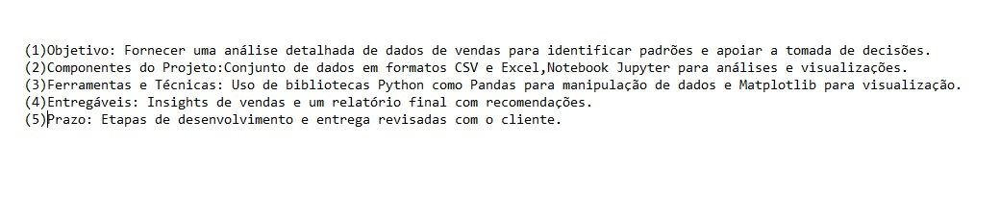 (1)Objetivo: Fornecer uma análise detalhada de dados de vendas para identificar padrões e apoiar a tomada de decisões.
(2)Componentes do Projeto:Conjunto de dados em formatos CSV e Excel,Notebook Jupyter para análises e visualizações.
(3)Ferramentas e Técnicas: Uso de bibliotecas Python como Pandas para manipulação de dados e Matplotlib para visualização.
(4)Entregáveis: Insights de vendas e um relatório final com recomendações.
(5)Prazo: Etapas de desenvolvimento e entrega revisadas com o cliente.